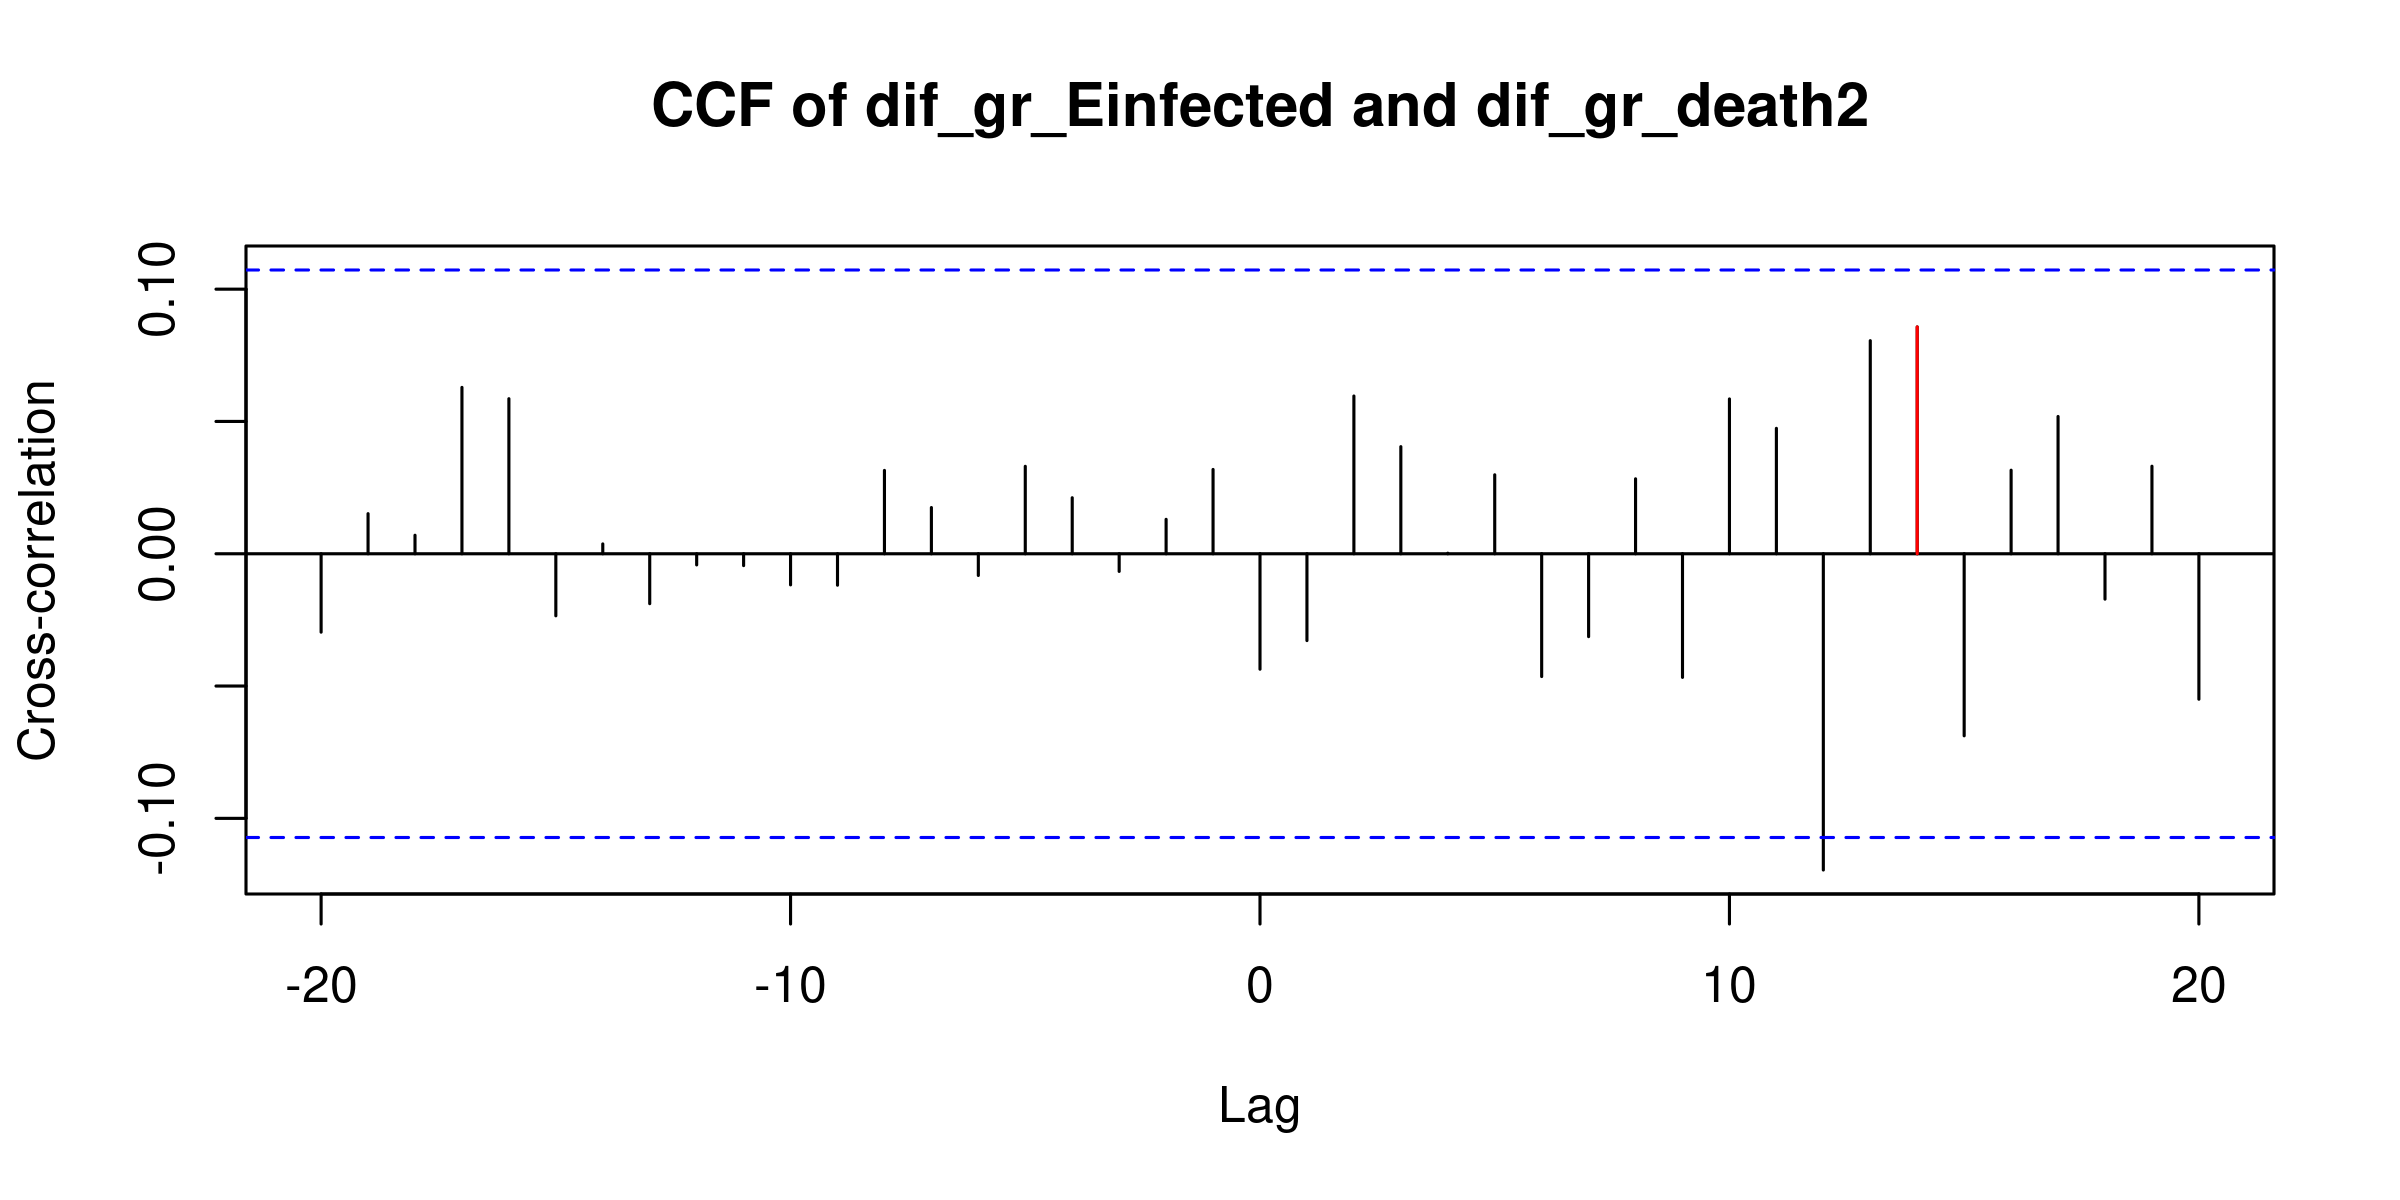 CCF of dif_gr_Einfected and dif_gr_death2
Cross-correlation
0.10
0.00
-0.10
-20
-10
0
10
20
Lag